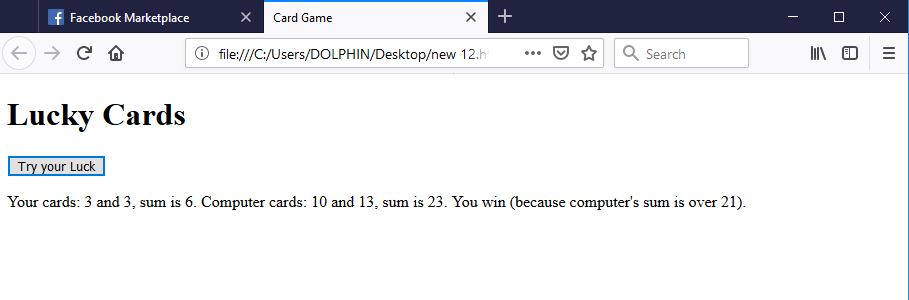 Facebook Marketplace
Card Game
file:///C:/Users/DOLPHIN/Desktop/new 12.h
Search
Lucky Cards
Try your Luck
Your cards: 3 and 3, sum is 6. Computer cards: 10 and 13, sum is 23. You win (because computer's sum is over 21).